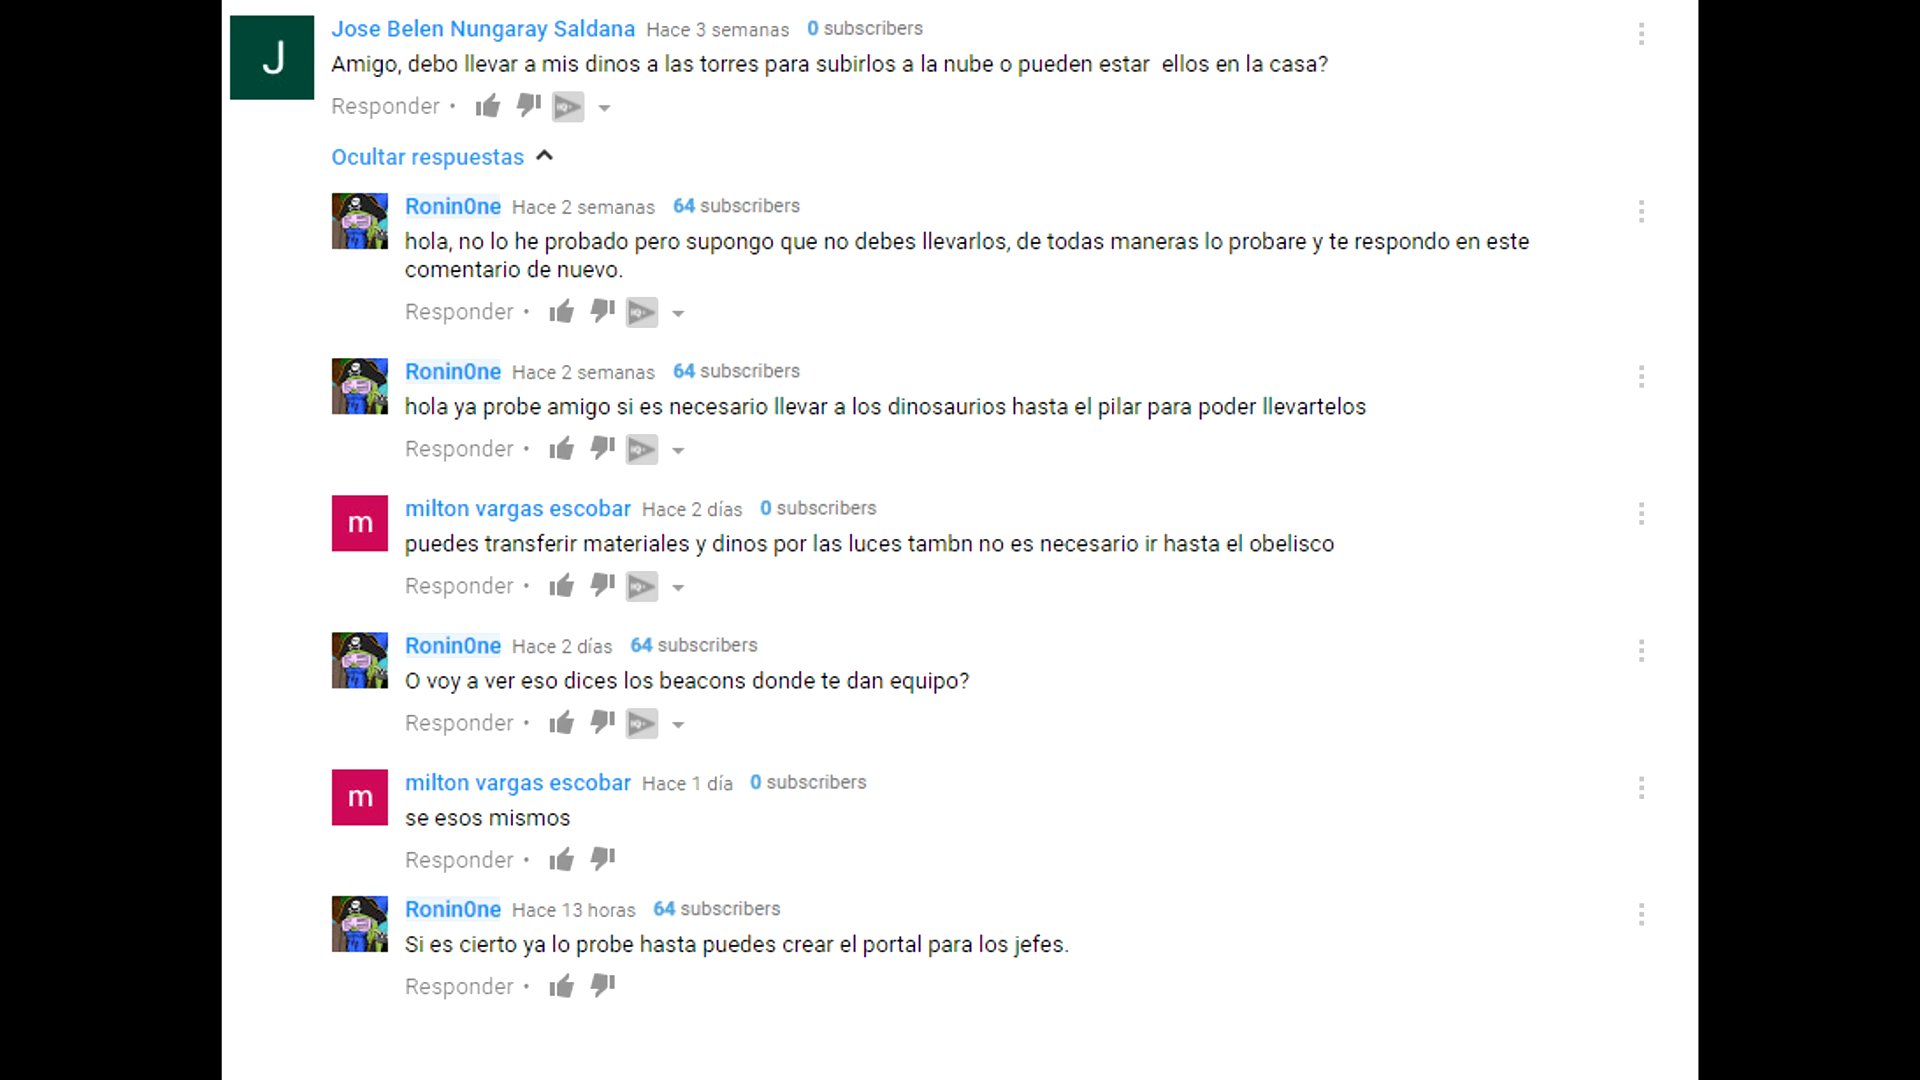 J
Jose Belen Nungaray Saldana Hace 3 semanas 0 subscribers
Amigo, debo llevar a mis dinos a las torres para subirlos a la nube o pueden estar ellos en la casa?
Responder •
Ocultar respuestas
Ronin0ne Hace 2 semanas 64 subscribers
hola, no lo he probado pero supongo que no debes llevarlos, de todas maneras lo probare y te respondo en este
comentario de nuevo.
Responder •
Ronin0ne Hace 2 semanas 64 subscribers
hola ya probe amigo si es necesario llevar a los dinosaurios hasta el pilar para poder llevartelos
Responder •
m
milton vargas escobar Hace 2 días 0 subscribers
puedes transferir materiales y dinos por las luces tambn no es necesario ir hasta el obelisco
Responder •
Ronin0ne Hace 2 días 64 subscribers
O voy a ver eso dices los beacons donde te dan equipo?
Responder •
m
milton vargas escobar Hace 1 día 0 subscribers
se esos mismos
Responder •
Ronin0ne Hace 13 horas 64 subscribers
Si es cierto ya lo probe hasta puedes crear el portal para los jefes.
Responder •